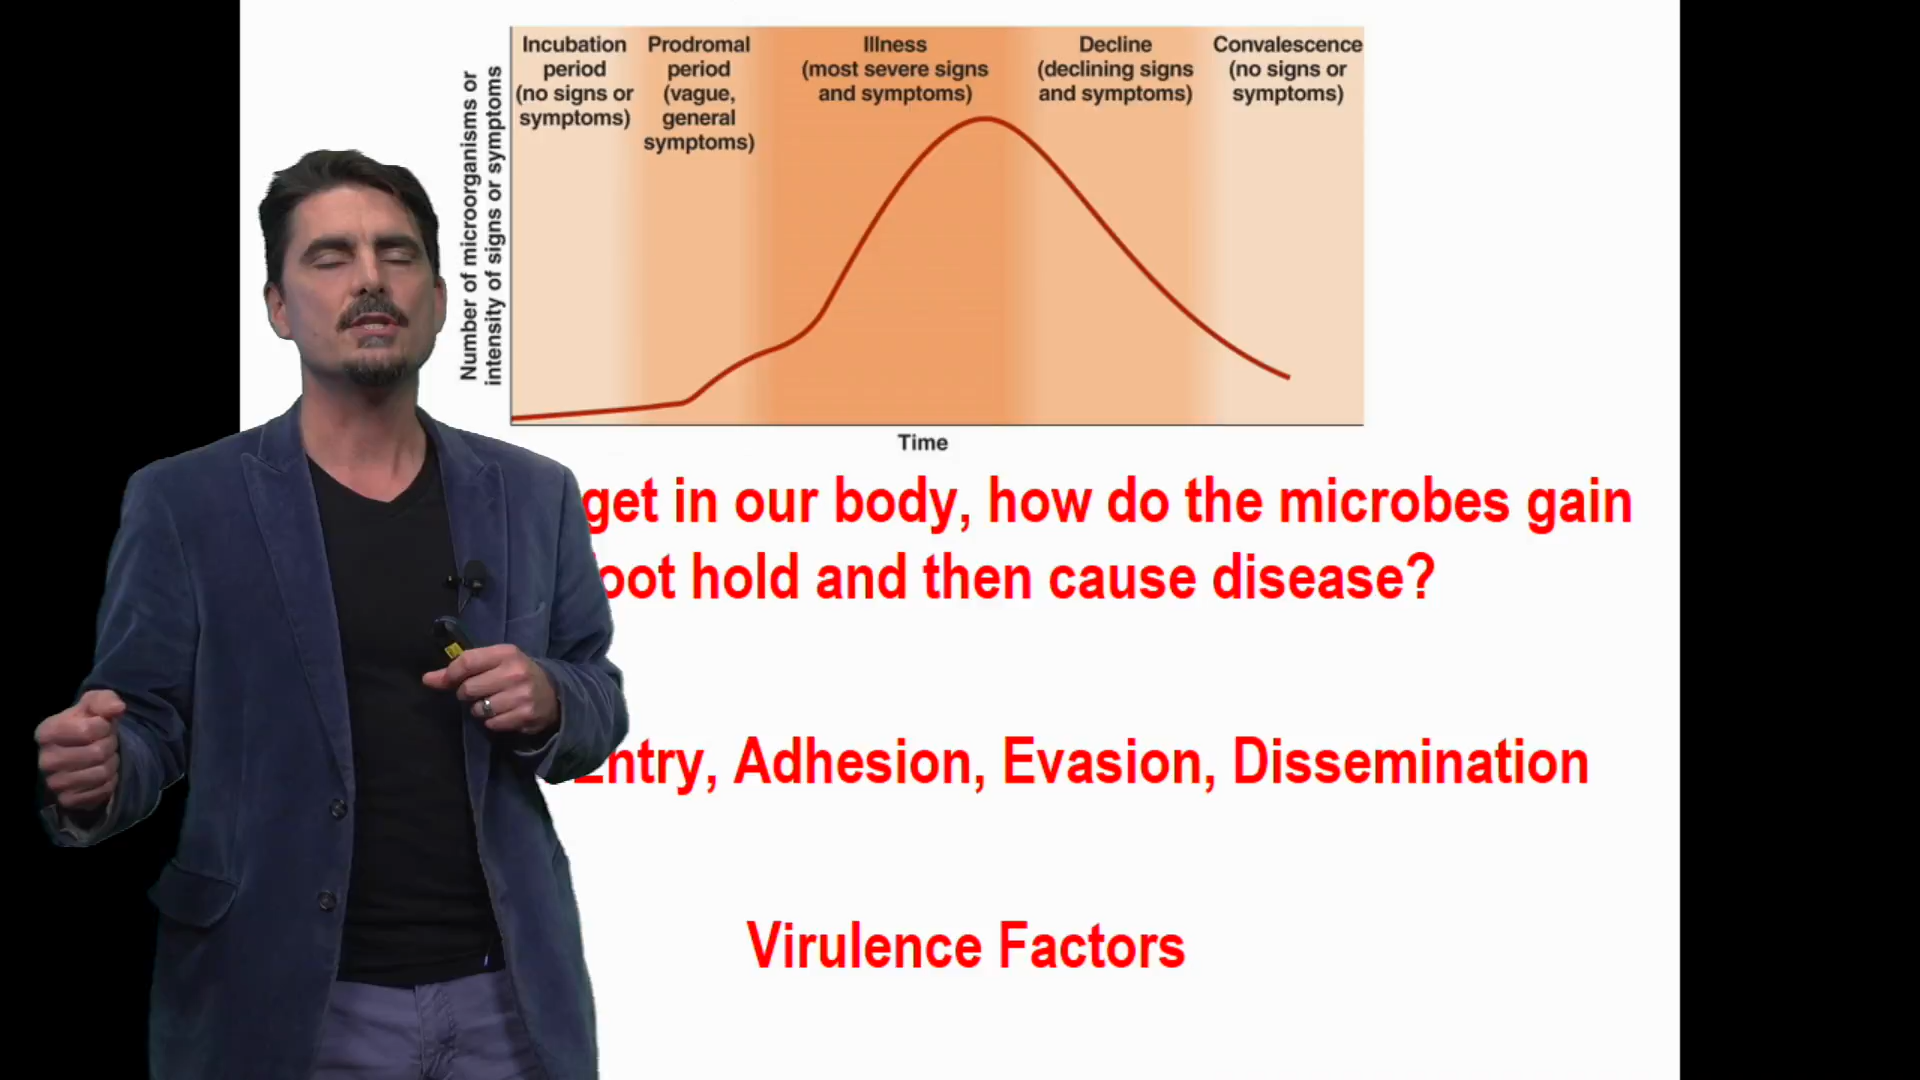 Number of microorganisms or
intensity of signs or symptoms
Incubation
period
(no signs or
symptoms)
Prodromal
period
(vague,
general
symptoms)
Illness
(most severe signs
and symptoms)
Decline
(declining signs
and symptoms)
Convalescence
(no signs or
symptoms)
Time
get in our body, how do the microbes gain
hold and then cause disease?
Entry, Adhesion, Evasion, Dissemination
Virulence Factors